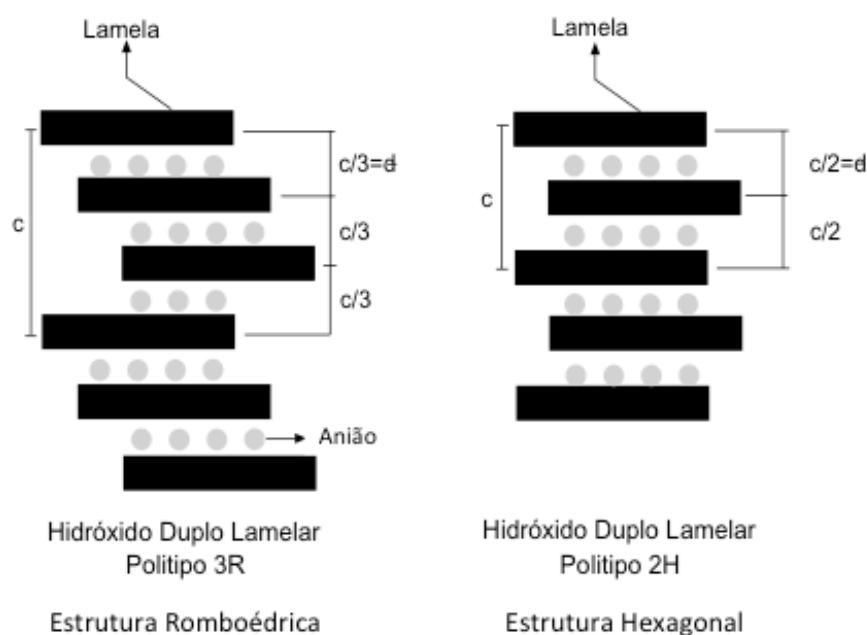 Lamela
c
c/3=d
c/3
c/3
Anião
Hidróxido Duplo Lamelar
Politipo 3R
Estrutura Romboédrica
Lamela
c
c/2=d
c/2
Hidróxido Duplo Lamelar
Politipo 2H
Estrutura Hexagonal